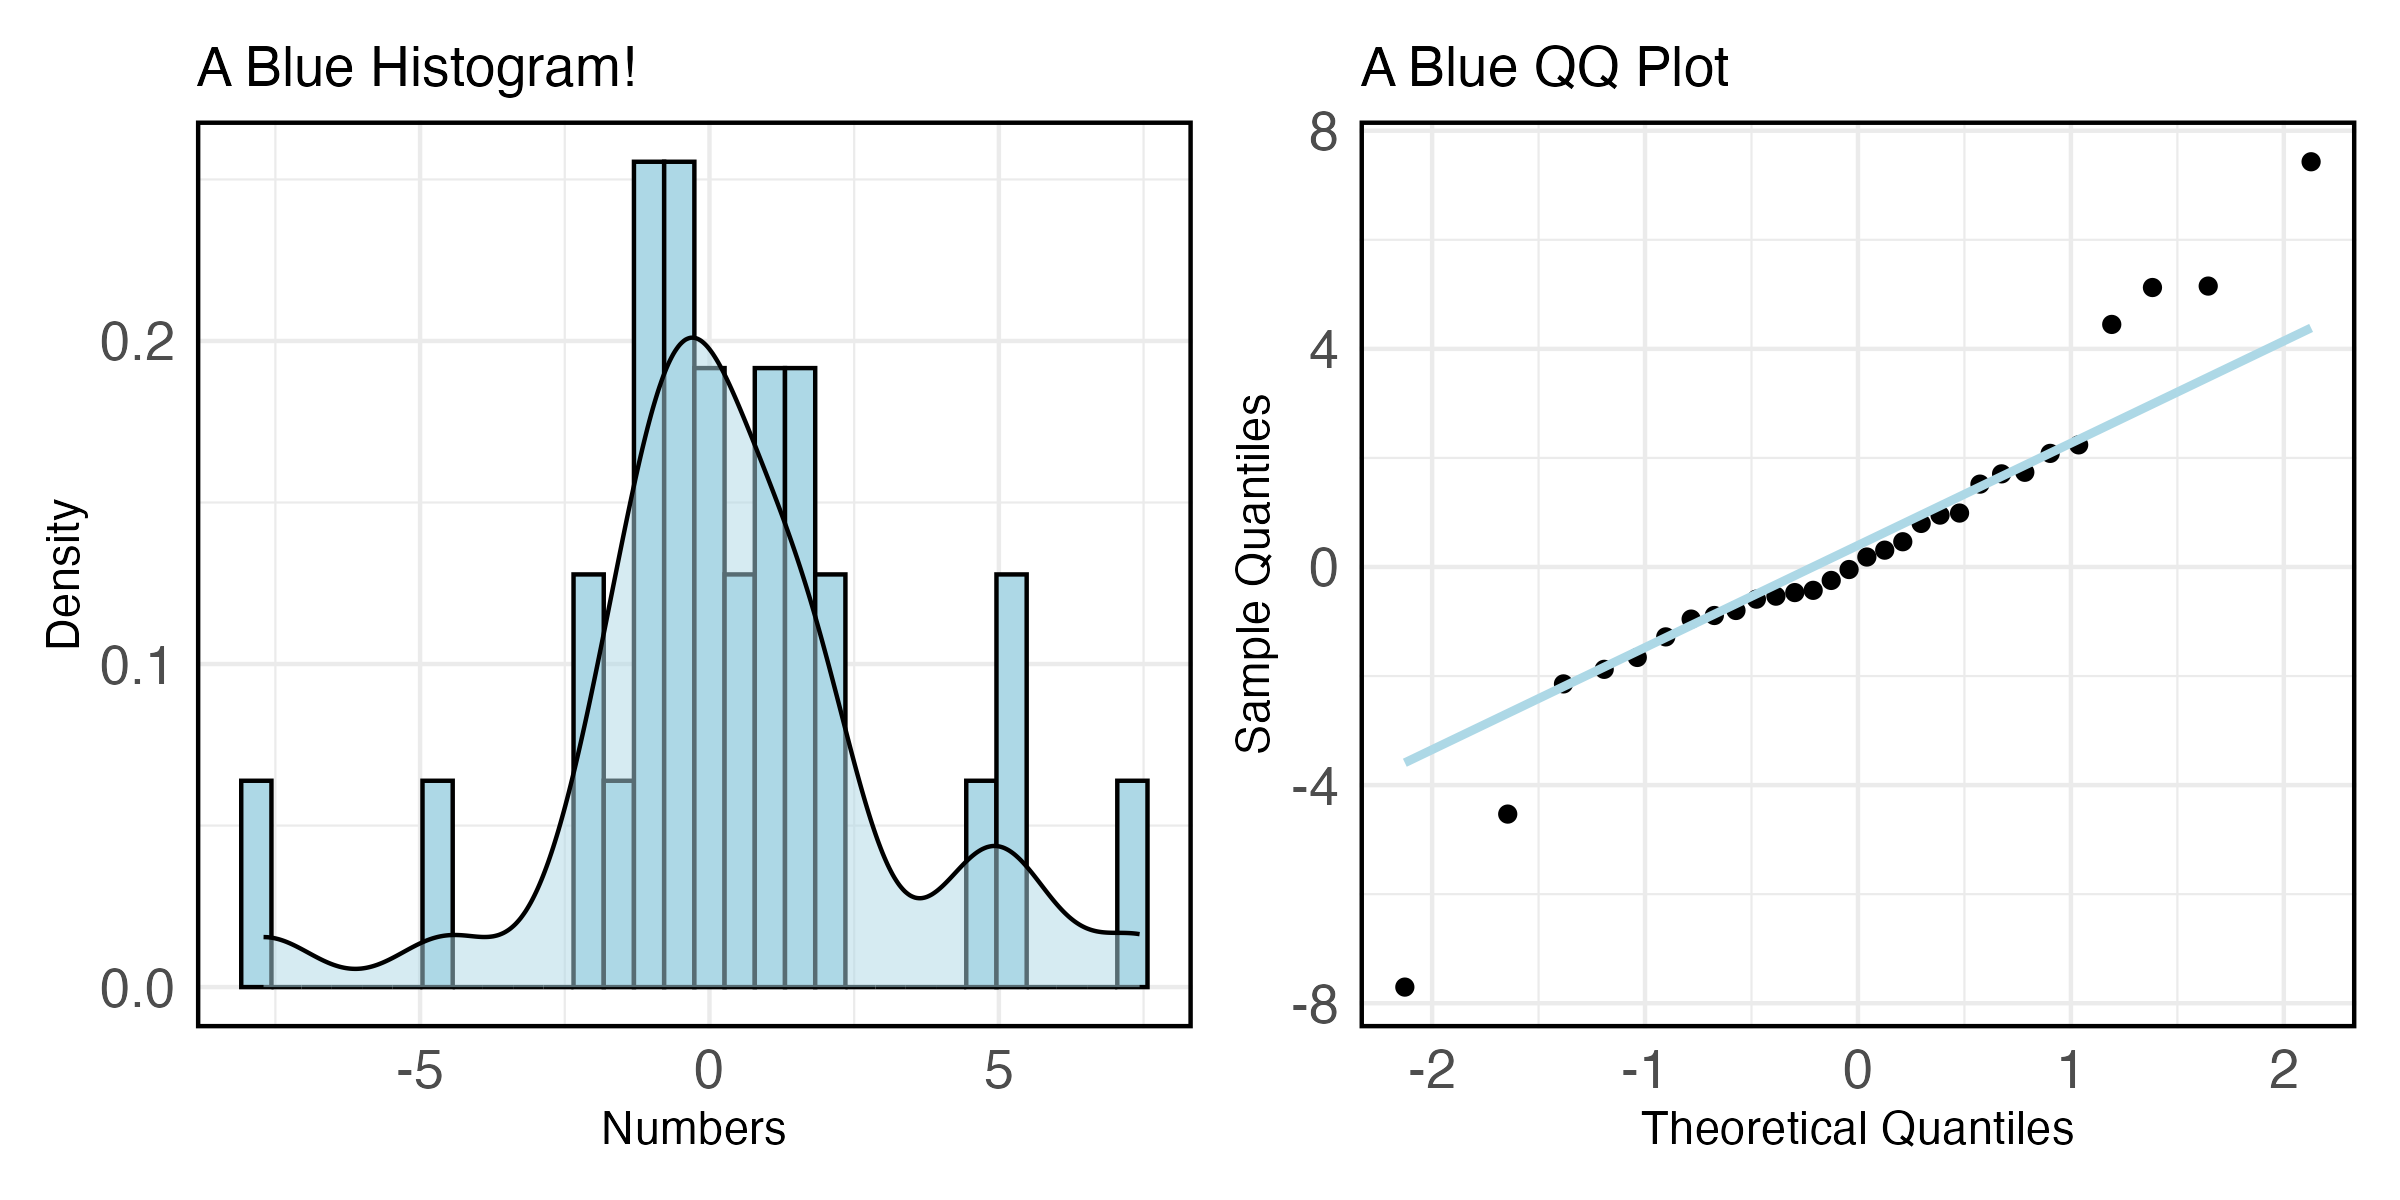 A Blue Histogram!
Density
0.2
0.1
0.0
-5 0 5
Numbers
A Blue QQ Plot
Sample Quantiles
8
4
0
-4
-8
-2 -1 0 1 2
Theoretical Quantiles